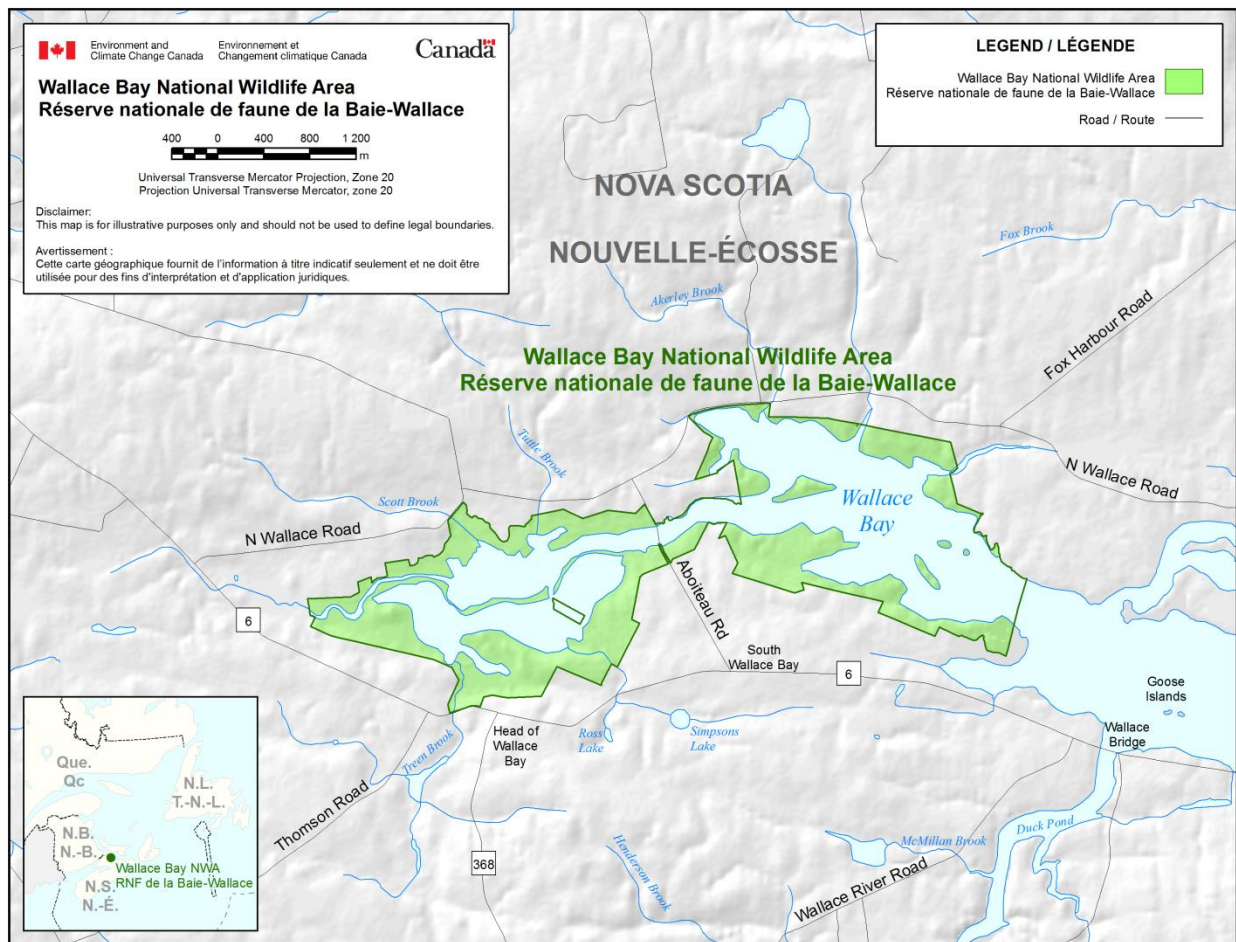 Environment and
Climate Change Canada
Environnement et
Changement climatique Canada
Canada
Wallace Bay National Wildlife Area
Réserve nationale de faune de la Baie-Wallace
400 0 400 800 1 200
m
Universal Transverse Mercator Projection, Zone 20
Projection Universal Transverse Mercator, zone 20
Disclaimer:
This map is for illustrative purposes only and should not be used to define legal boundaries.
Avertissement :
Cette carte géographique fournit de l'information à titre indicatif seulement et ne doit être
utilisée pour des fins d'interprétation et d'application juridiques.
LEGEND / LÉGENDE
Wallace Bay National Wildlife Area
Réserve nationale de faune de la Baie-Wallace
Road / Route
NOVA SCOTIA
NOUVELLE-ÉCOSSE
Fox Brook
Akerley Brook
Fox Harbour Road
Wallace Bay National Wildlife Area
Réserve nationale de faune de la Baie-Wallace
Tuttle Brook
Scott Brook
N Wallace Road
N Wallace Road
Wallace
Bay
Aboiteau Rd
6
South
Wallace Bay
6
Goose
Islands
Wallace
Bridge
Head of
Wallace
Bay
Ross
Lake
Simpsons
Lake
Treen Brook
Thomson Road
368
Henderson Brook
McMillan Brook
Duck Pond
Wallace River Road
Que.
Qc
N.L.
T.-N.-L.
N.B.
N.-B.
Wallace Bay NWA
RNF de la Baie-Wallace
N.S.
N.-É.